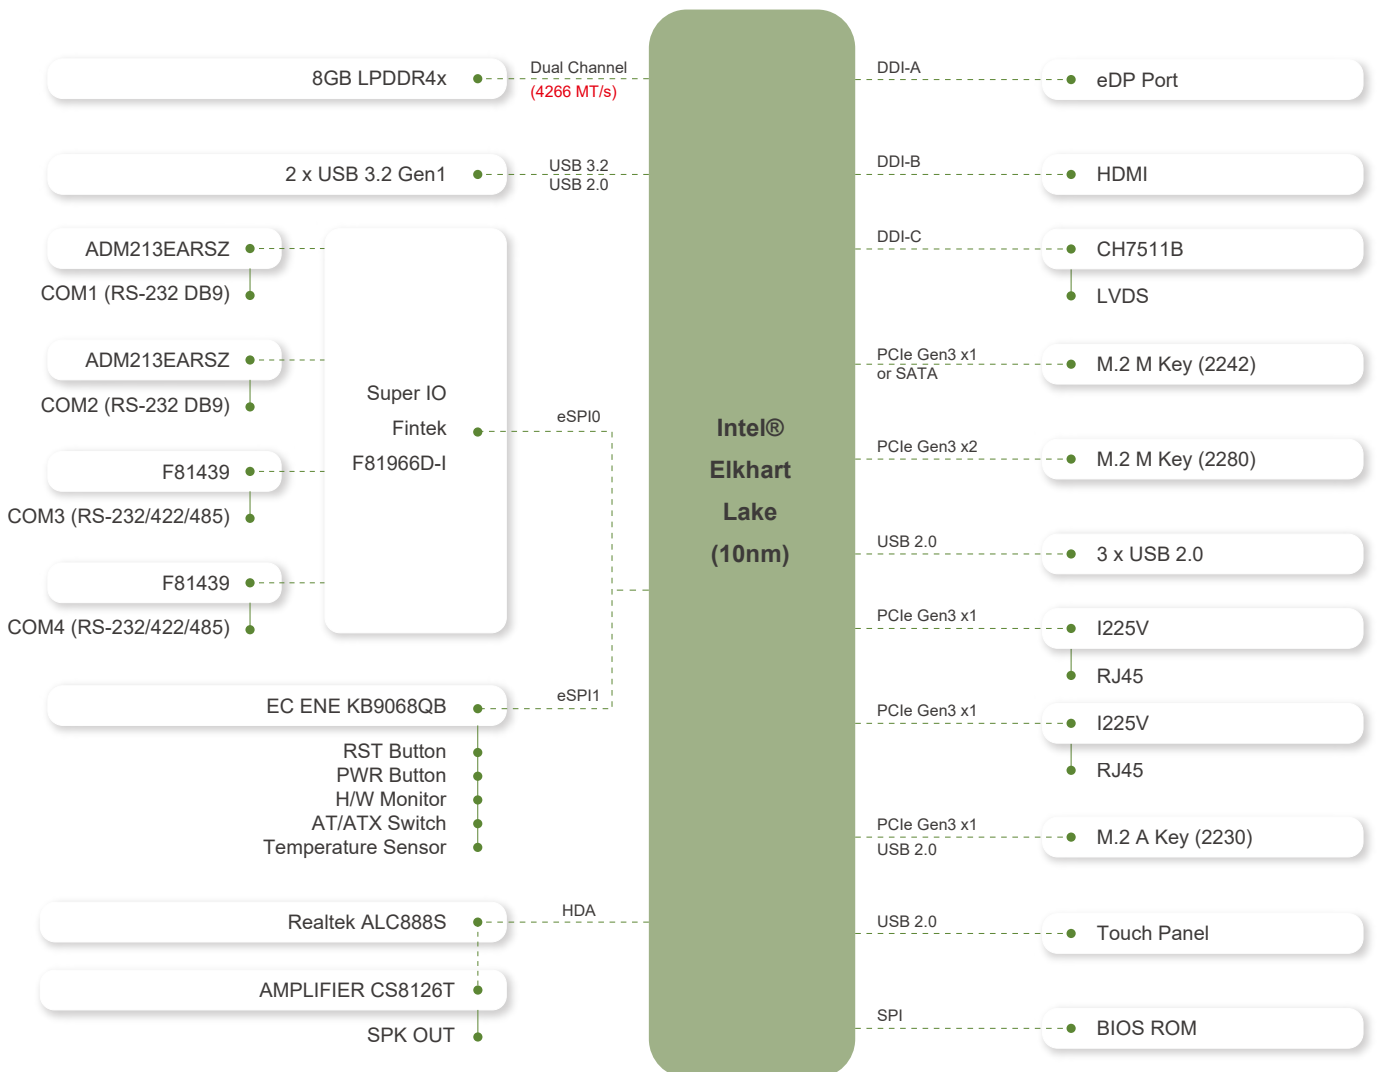 8GB LPDDR4x
Dual Channel
(4266 MT/s)
2 x USB 3.2 Gen1
USB 3.2
USB 2.0
ADM213EARSZ
COM1 (RS-232 DB9)
ADM213EARSZ
COM2 (RS-232 DB9)
F81439
COM3 (RS-232/422/485)
F81439
COM4 (RS-232/422/485)
Super IO
Fintek
F81966D-I
eSPI0
eSPI1
EC ENE KB9068QB
RST Button
PWR Button
H/W Monitor
AT/ATX Switch
Temperature Sensor
Realtek ALC888S
HDA
AMPLIFIER CS8126T
SPK OUT
Intel®
Elkhart
Lake
(10nm)
DDI-A
eDP Port
DDI-B
HDMI
DDI-C
CH7511B
LVDS
PCIe Gen3 x1
or SATA
M.2 M Key (2242)
PCIe Gen3 x2
M.2 M Key (2280)
USB 2.0
3 x USB 2.0
PCIe Gen3 x1
I225V
RJ45
PCIe Gen3 x1
I225V
RJ45
PCIe Gen3 x1
USB 2.0
M.2 A Key (2230)
USB 2.0
Touch Panel
SPI
BIOS ROM